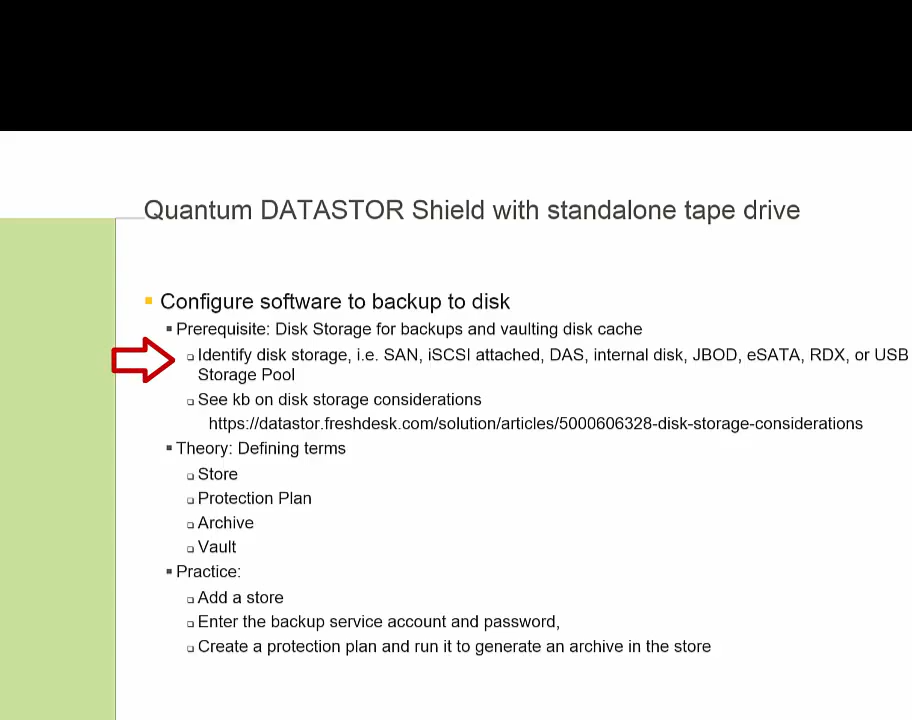 Quantum DATASTOR Shield with standalone tape drive
Configure software to backup to disk
Prerequisite: Disk Storage for backups and vaulting disk cache
Identify disk storage, i.e. SAN, iSCSI attached, DAS, internal disk, JBOD, eSATA, RDX, or USB
Storage Pool
See kb on disk storage considerations
https://datastor.freshdesk.com/solution/articles/5000606328-disk-storage-considerations
Theory: Defining terms
Store
Protection Plan
Archive
Vault
Practice:
Add a store
Enter the backup service account and password,
Create a protection plan and run it to generate an archive in the store